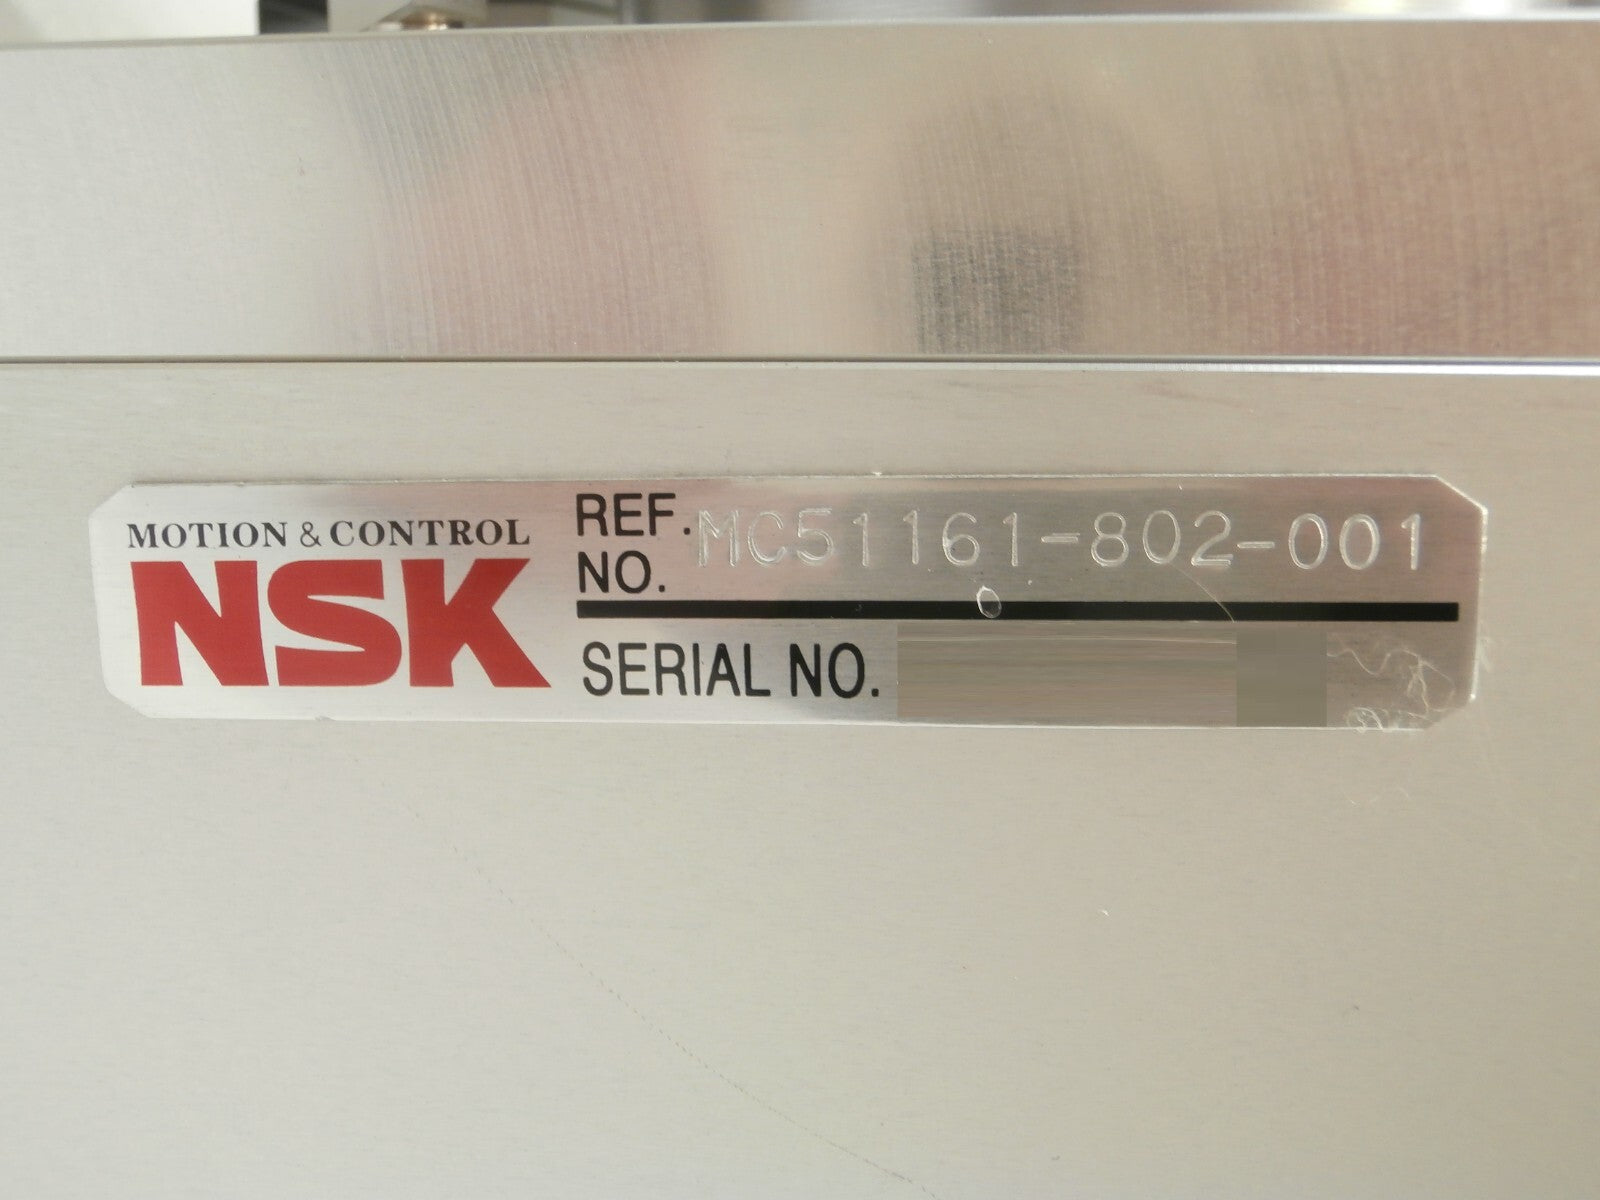 MOTION & CONTROL
NSK
REF. NO. MC51161-802-001
SERIAL NO.